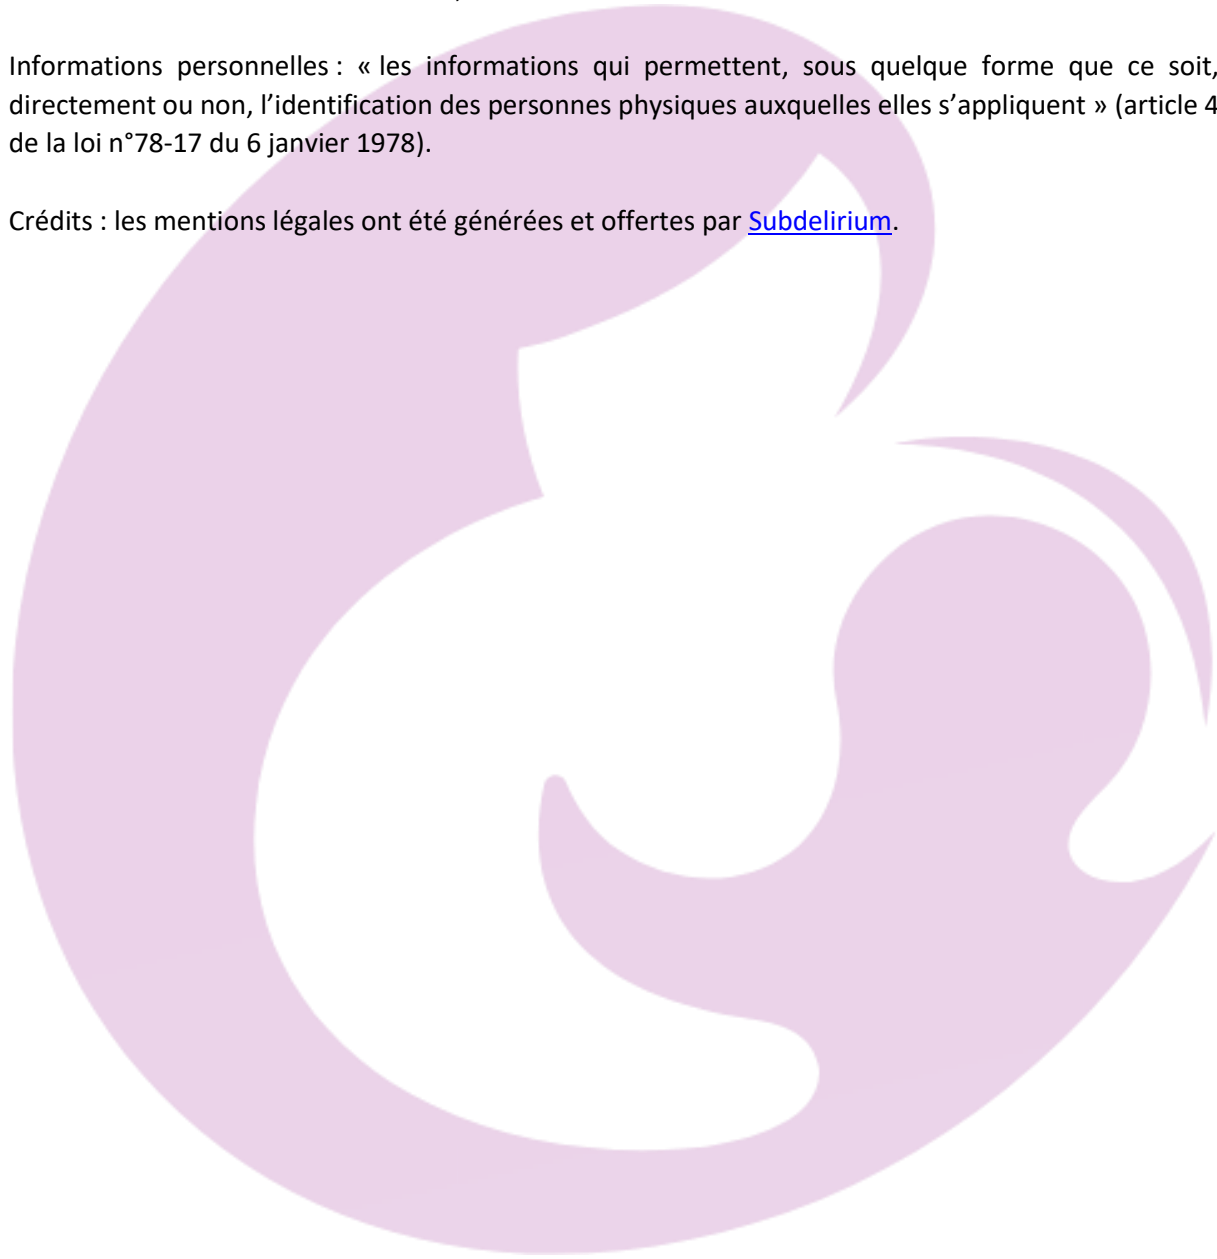 Informations personnelles : « les informations qui permettent, sous quelque forme que ce soit,
directement ou non, l’identification des personnes physiques auxquelles elles s’appliquent » (article 4
de la loi n°78-17 du 6 janvier 1978).
Crédits : les mentions légales ont été générées et offertes par Subdelirium.